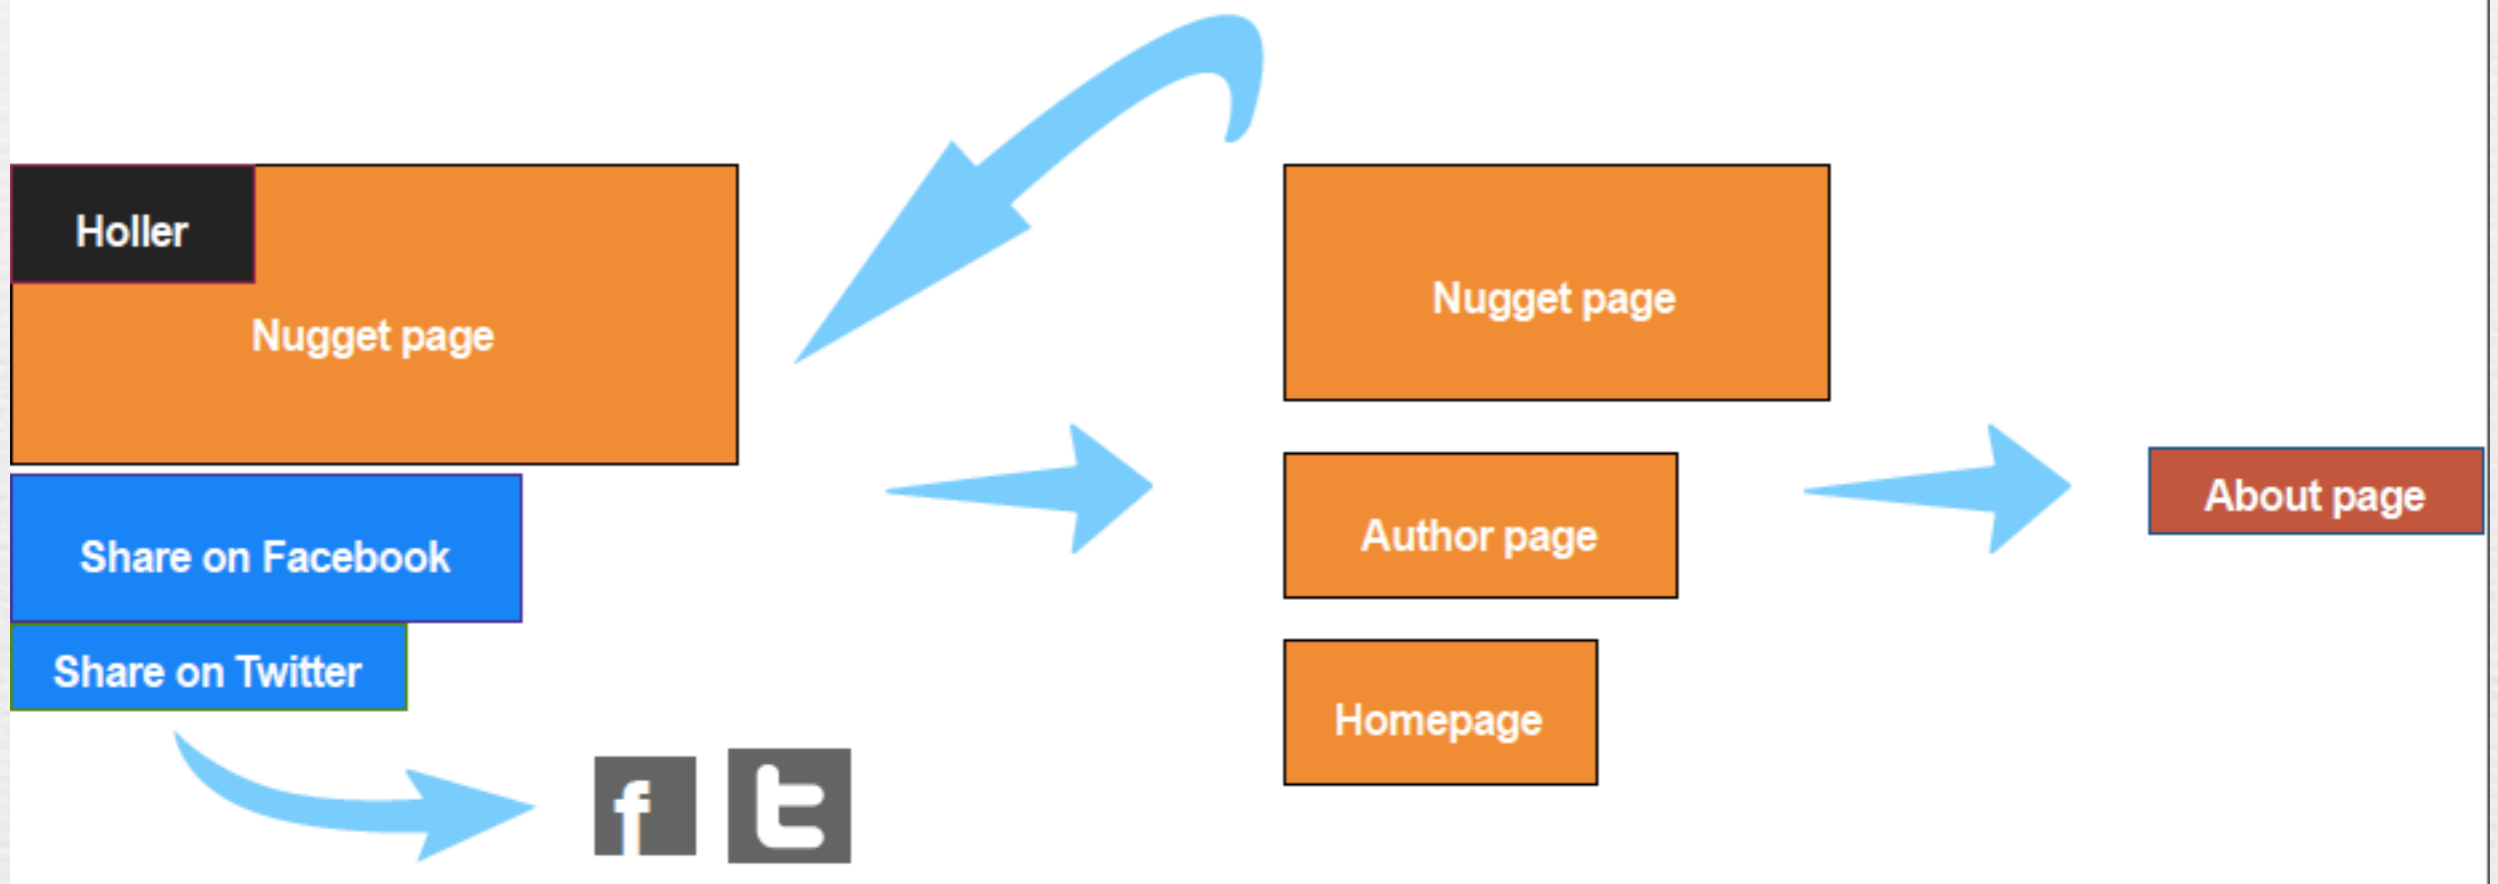 Holler
Nugget page
Share on Facebook
Share on Twitter
f
t
Nugget page
Author page
Homepage
About page